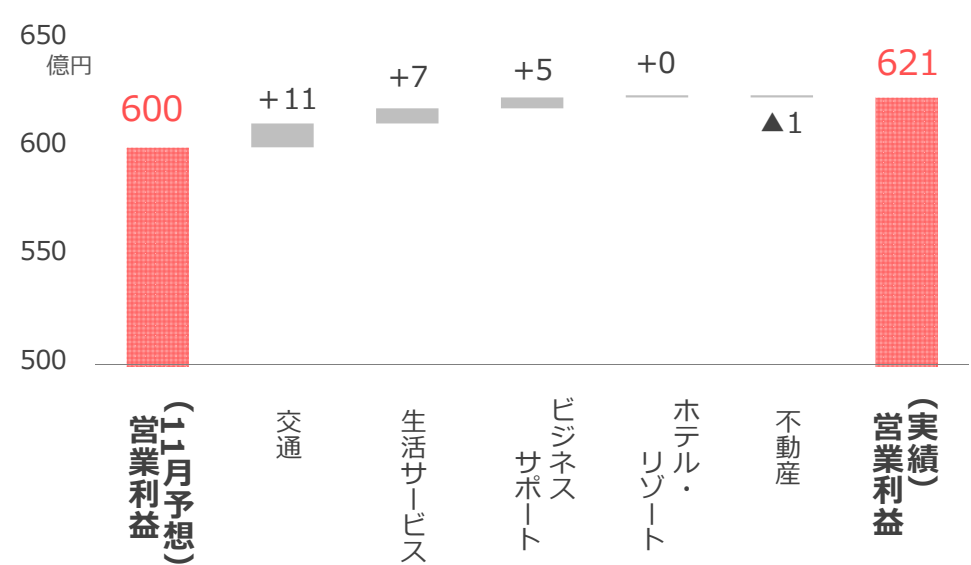 650
億円
600
550
500
600
＋11
+7
+5
+0
▲1
621
(11月予想)
営業利益
交通
生活サービス
ビジネス
サポート
ホテル・
リゾート
不動産
(実績)
営業利益